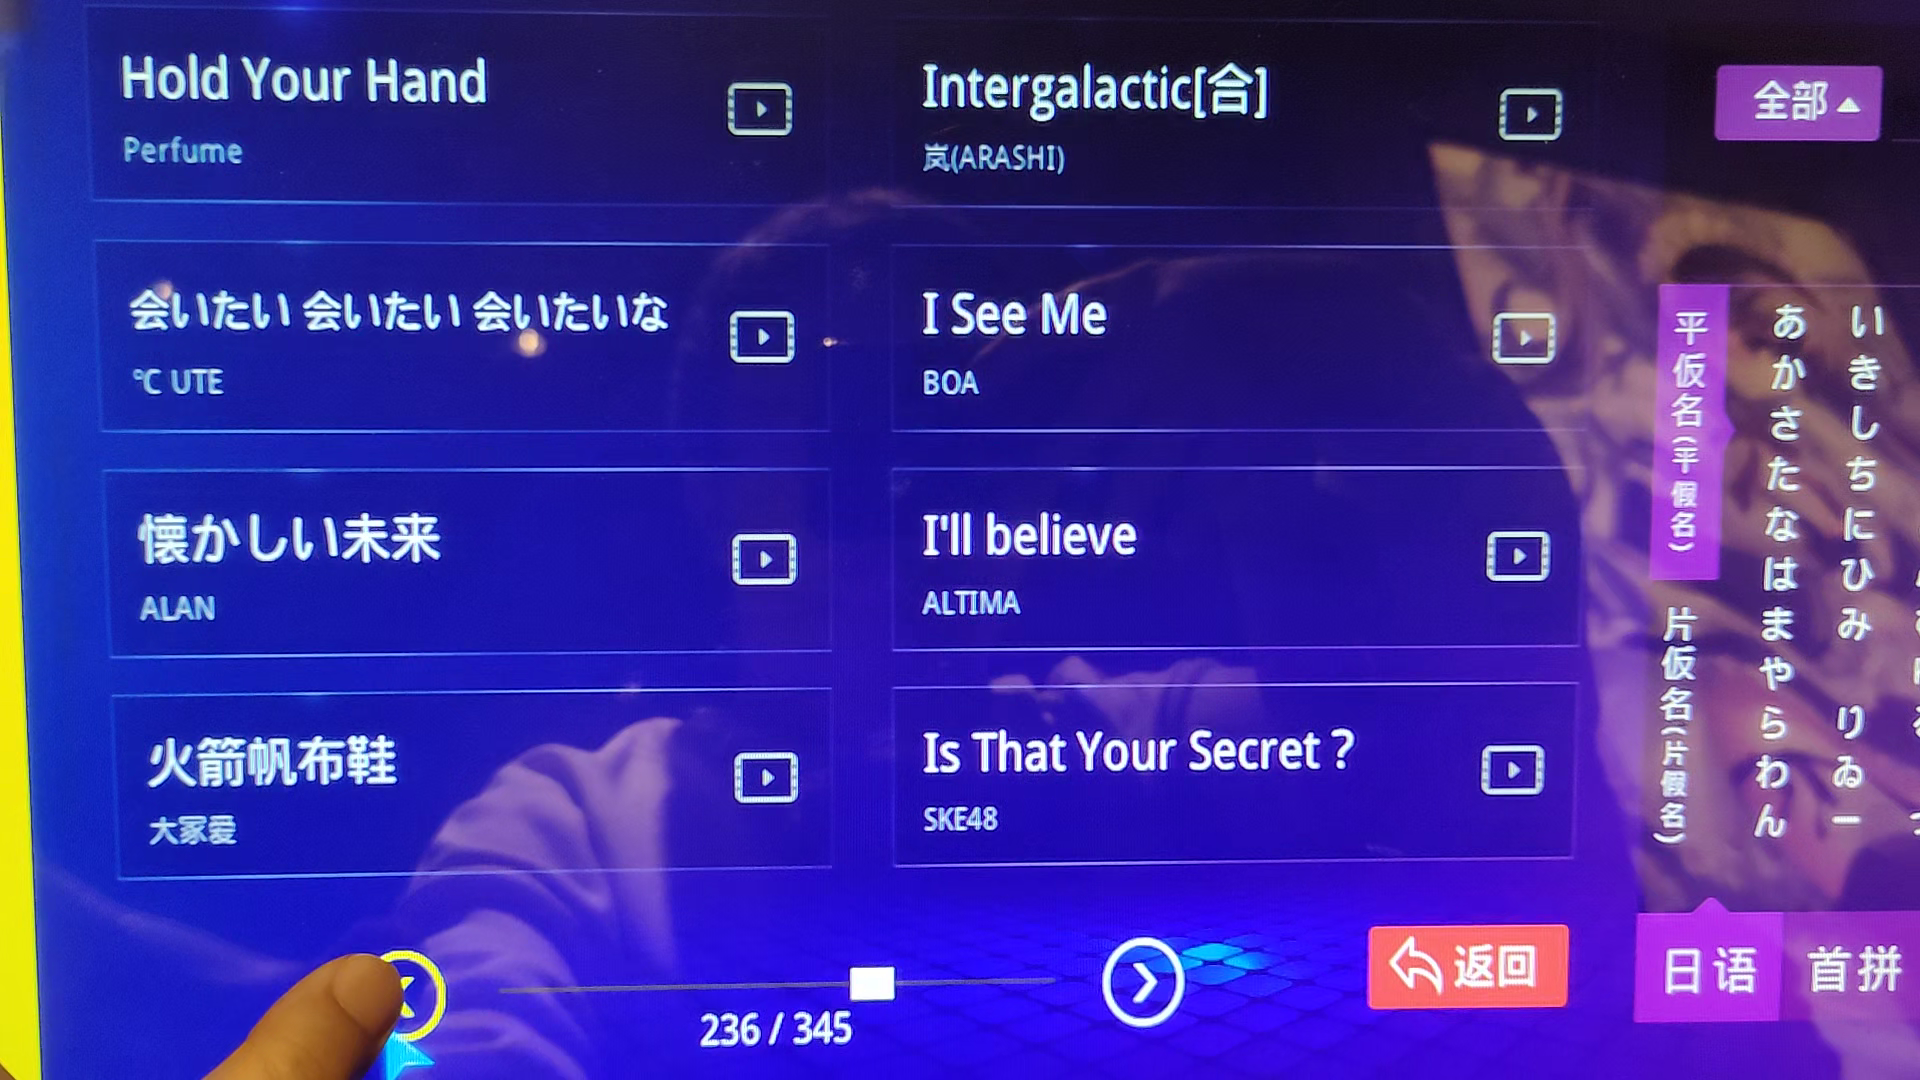 Hold Your Hand
Perfume
Intergalactic[合]
岚(ARASHI)
会いたい 会いたい 会いたいな
℃ UTE
I See Me
BOA
懐かしい未来
ALAN
I'll believe
ALTIMA
火箭帆布鞋
大冢爱
Is That Your Secret ?
SKE48
236 / 345
返回
全部
平仮名(平假名)
片仮名(片假名)
あかさたなはまやらわん
いきしちにひみ りゐー
日语
首拼